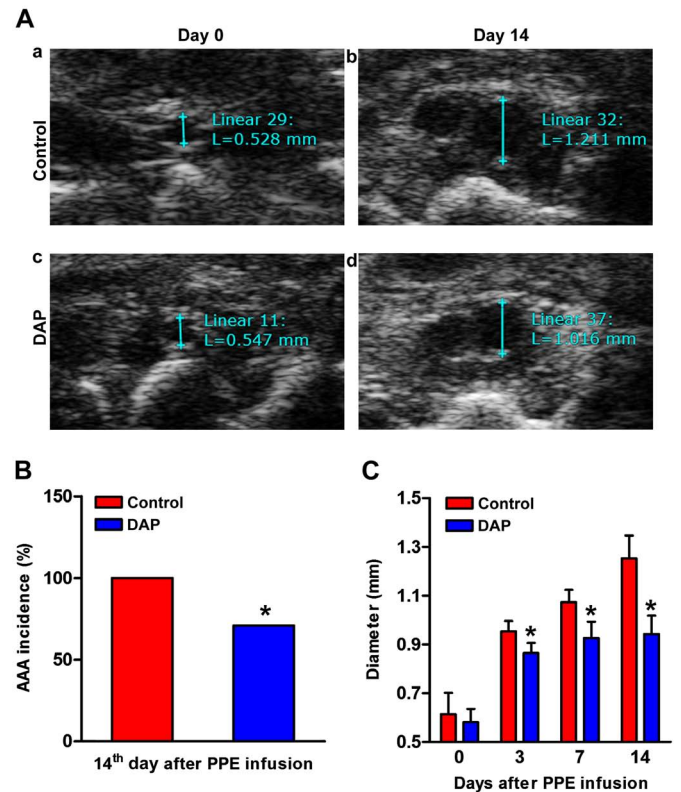 A
Day 0
Day 14
a
b
Control
Linear 29:
L=0.528 mm
Linear 32:
L=1.211 mm
c
d
DAP
Linear 11:
L=0.547 mm
Linear 37:
L=1.016 mm
B
AAA incidence (%)
150
100
50
0
Control
DAP
*
14th day after PPE infusion
C
Diameter (mm)
1.5
1.3
1.1
0.9
0.7
0.5
Control
DAP
* * *
0 3 7 14
Days after PPE infusion